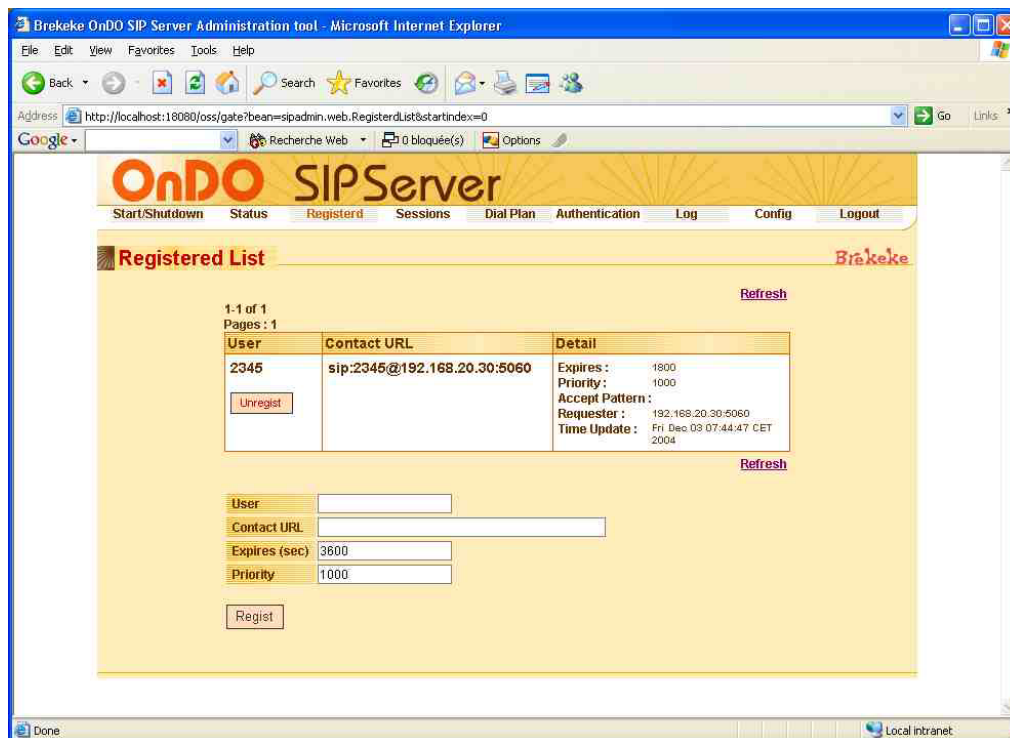 Brekeke OnDO SIP Server Administration tool - Microsoft Internet Explorer
File Edit View Favorites Tools Help
Back Search Favorites
Address http://localhost:18080/oss/gate?bean=sipadmin.web.RegisterdList&startindex=0 Go Links
Google Recherche Web 0 bloquée(s) Options
OnDO SIPServer
Start/Shutdown Status Registerd Sessions Dial Plan Authentication Log Config Logout
Registered List Brekeke
Refresh
1-1 of 1
Pages : 1
User Contact URL Detail
2345 sip:2345@192.168.20.30:5060 Expires : 1800
Priority : 1000
Unregist Accept Pattern :
Requester : 192.168.20.30:5060
Time Update : Fri Dec 03 07:44:47 CET
2004
Refresh
User
Contact URL
Expires (sec) 3600
Priority 1000
Regist
Done Local intranet